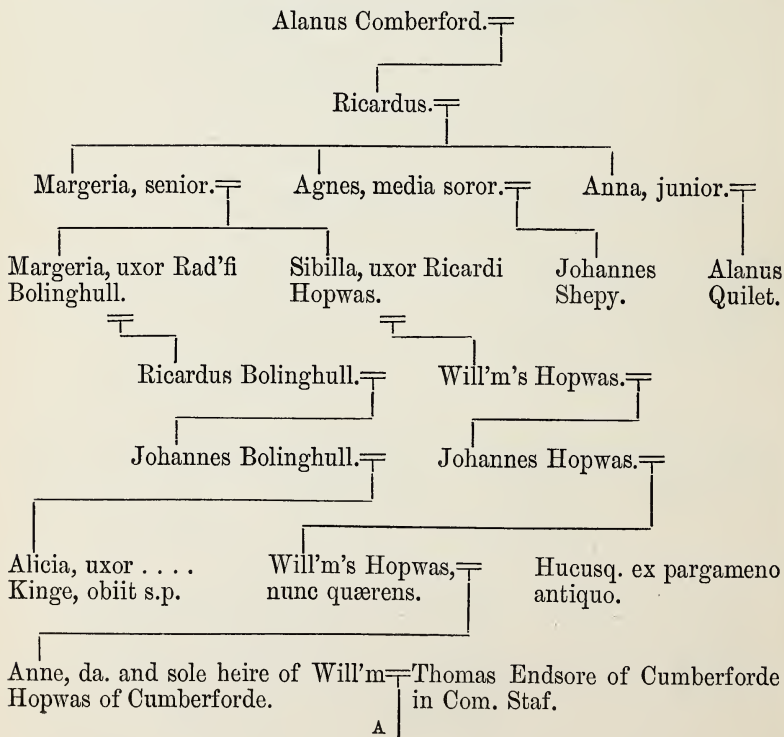 Alanus Comberford.
Ricardus.
Margeria, senior. Agnes, media soror. Anna, junior.
Margeria, uxor Rad'fi Sibilla, uxor Ricardi Johannes Alanus
Bolinghull. Hopwas. Shepy. Quilet.
Ricardus Bolinghull. Will'm's Hopwas.
Johannes Bolinghull. Johannes Hopwas.
Alicia, uxor . . . . Will'm's Hopwas, Hucusq. ex pargameno
Kinge, obiit s.p. nunc quærens. antiquo.
Anne, da. and sole heire of Will'm Thomas Endsore of Cumberforde
Hopwas of Cumberforde. in Com. Staf.
A